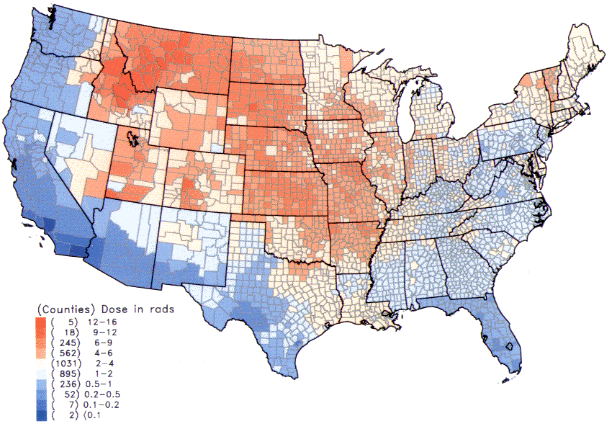 (Counties) Dose in rads
( 5) 12-16
( 18) 9-12
( 245) 6-9
( 562) 4-6
(1031) 2-4
( 895) 1-2
( 236) 0.5-1
( 52) 0.2-0.5
( 7) 0.1-0.2
( 2) (0.1